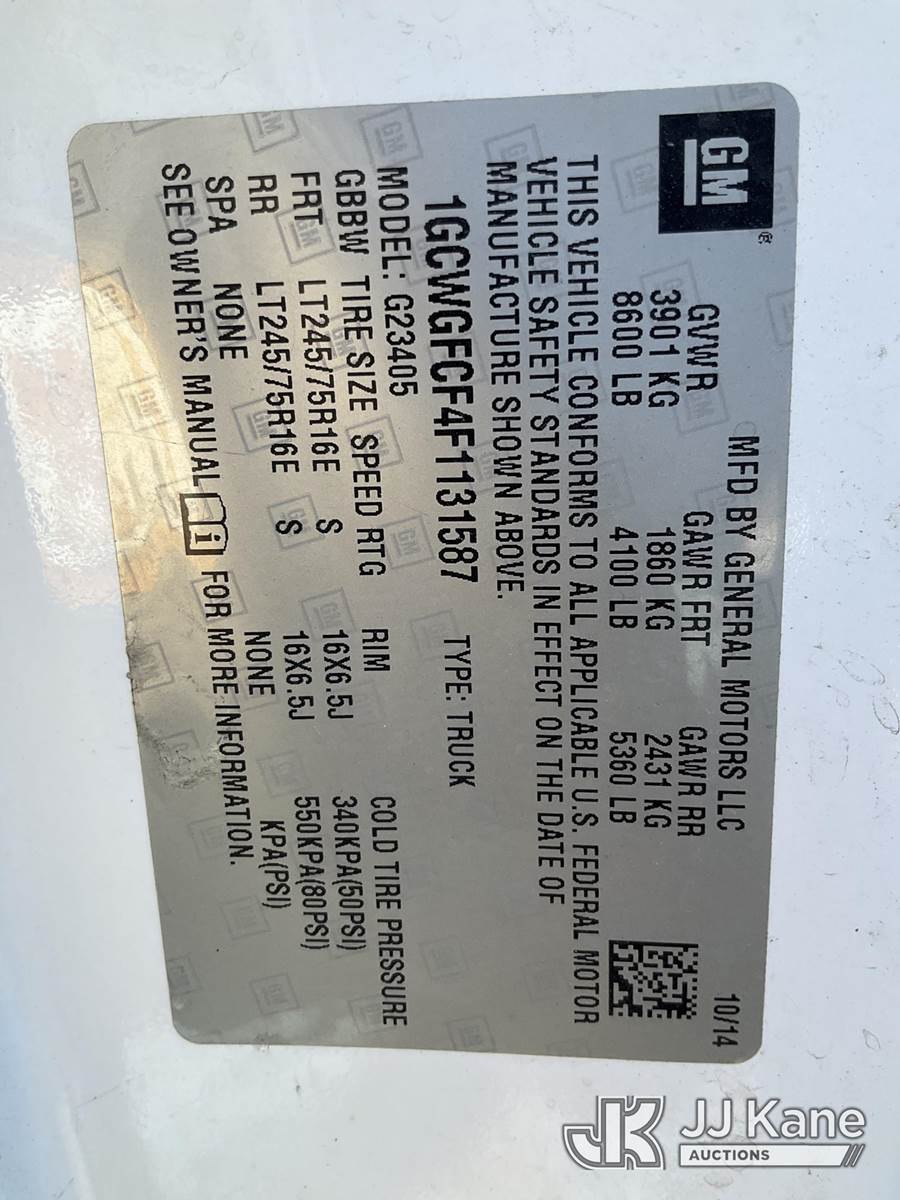 GM ®
MFD BY GENERAL MOTORS LLC 10/14
GVWR GAWR FRT GAWR RR
3901 KG 1860 KG 2431 KG
8600 LB 4100 LB 5360 LB
THIS VEHICLE CONFORMS TO ALL APPLICABLE U.S. FEDERAL MOTOR
VEHICLE SAFETY STANDARDS IN EFFECT ON THE DATE OF
MANUFACTURE SHOWN ABOVE.
1GCWGFCF4F1131587 TYPE: TRUCK
MODEL: G23405
GBBW TIRE SIZE SPEED RTG RIM COLD TIRE PRESSURE
FRT LT245/75R16E S 16X6.5J 340KPA(50PSI)
RR LT245/75R16E S 16X6.5J 550KPA(80PSI)
SPA NONE NONE KPA(PSI)
SEE OWNER'S MANUAL i FOR MORE INFORMATION.
JK JJ Kane
AUCTIONS